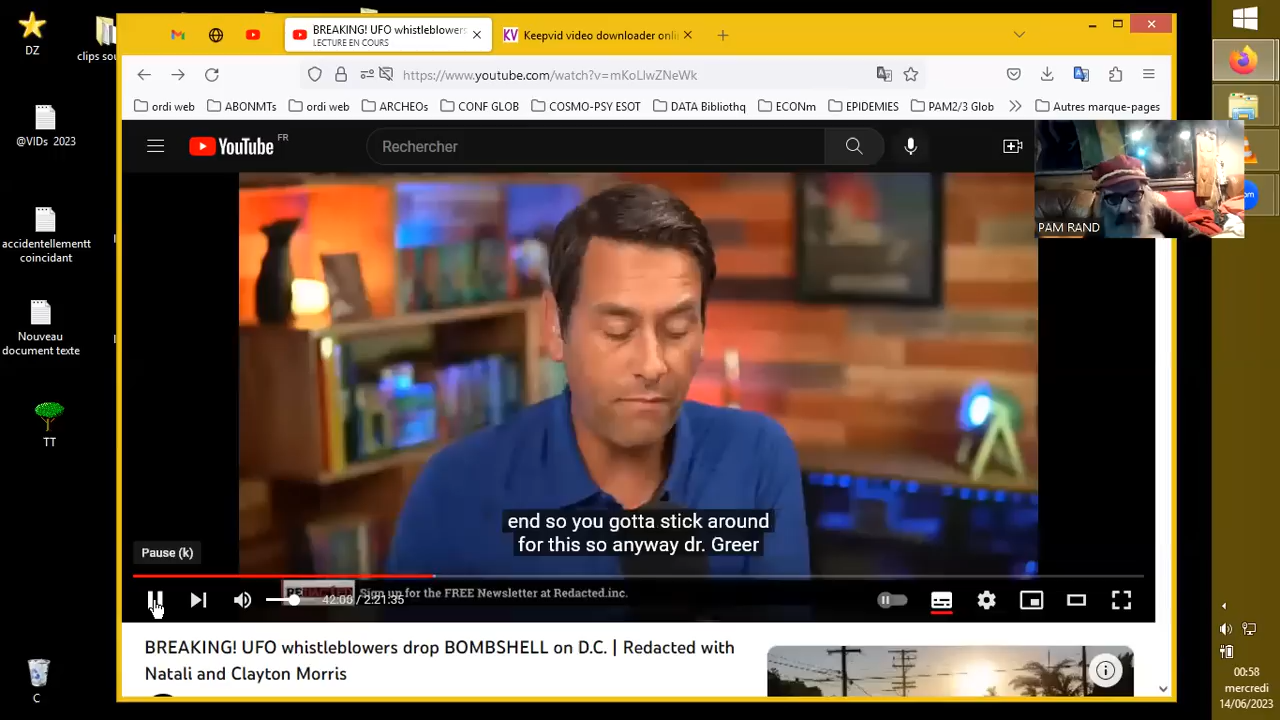 DZ
clips sou
@VIDs 2023
accidentellementt
coincidant
Nouveau
document texte
TT
C
BREAKING! UFO whistleblowers
LECTURE EN COURS
KV Keepvid video downloader onli
https://www.youtube.com/watch?v=mKoLlwZNeWk
ordi web
ABONMTs
ordi web
ARCHEOs
CONF GLOB
COSMO-PSY ESOT
DATA Bibliothq
ECONm
EPIDEMIES
PAM2/3 Glob
Autres marque-pages
YouTube FR
Rechercher
PAM RAND
end so you gotta stick around
for this so anyway dr. Greer
Pause (k)
Sign up for the FREE Newsletter at Redacted.inc.
42:06 / 2:21:35
BREAKING! UFO whistleblowers drop BOMBSHELL on D.C. | Redacted with
Natali and Clayton Morris
00:58
mercredi
14/06/2023